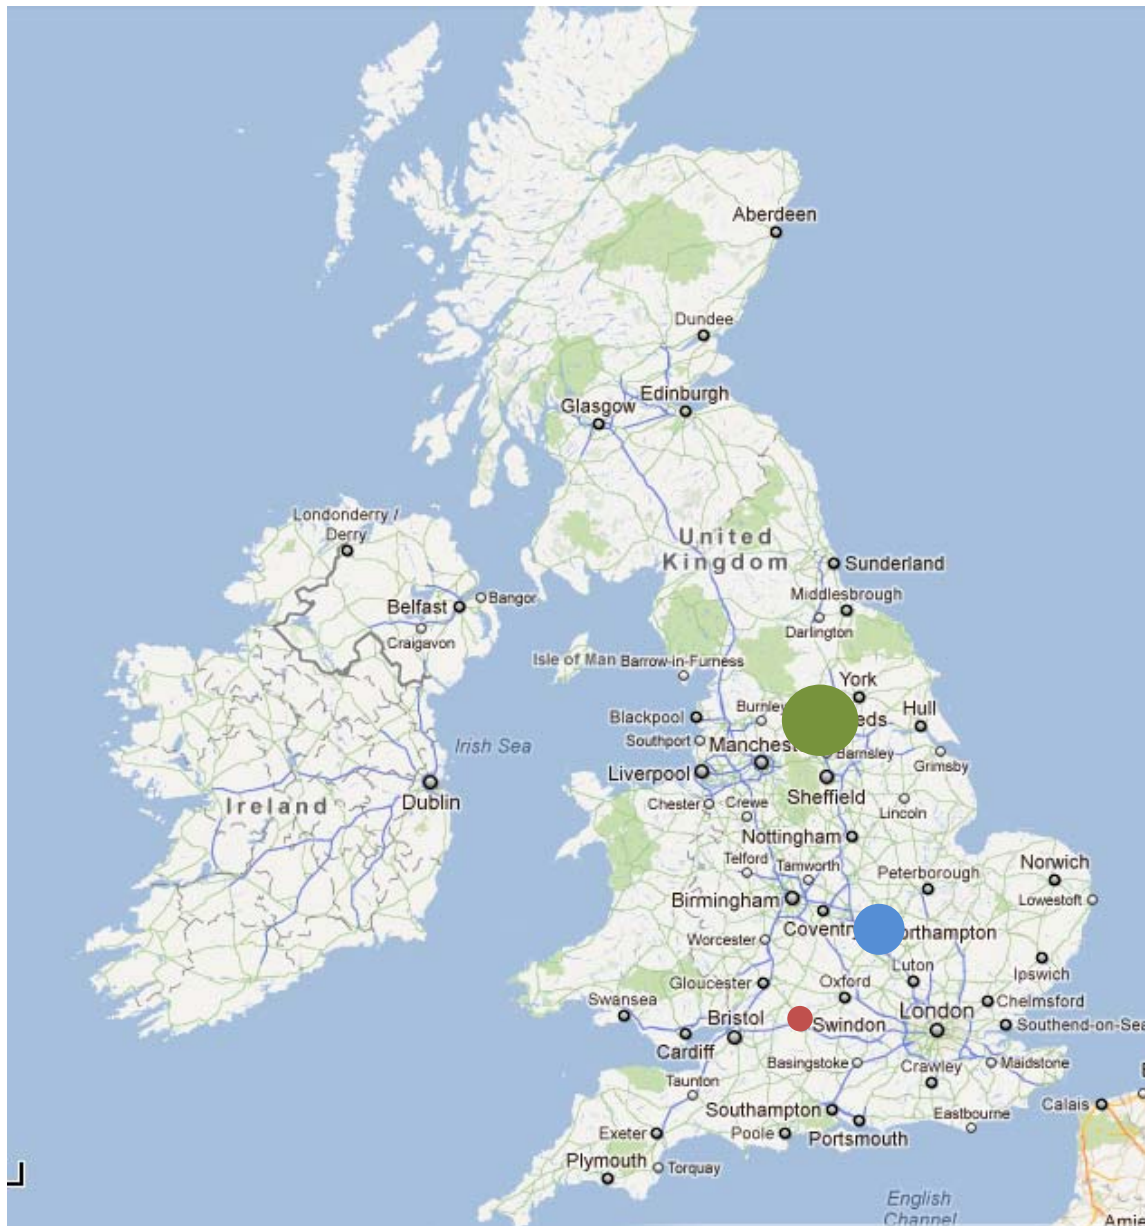 Aberdeen
Dundee
Edinburgh
Glasgow
Londonderry /
Derry
United
Kingdom
Sunderland
Bangor
Belfast
Middlesbrough
Craigavon
Darlington
Isle of Man
Barrow-in-Furness
York
Burnley
Hull
Blackpool
eds
Irish Sea
Southport
Manchest
Barnsley
Grimsby
Liverpool
Dublin
Ireland
Sheffield
Chester
Crewe
Lincoln
Nottingham
Telford
Tamworth
Norwich
Peterborough
Birmingham
Lowestoft
Coventry
orthampton
Worcester
Luton
Ipswich
Gloucester
Oxford
Swansea
Chelmsford
Bristol
London
Swindon
Southend-on-Sea
Cardiff
Basingstoke
Maidstone
Crawley
Taunton
Southampton
Eastbourne
Calais
Exeter
Poole
Portsmouth
Plymouth
Torquay
English
Channel